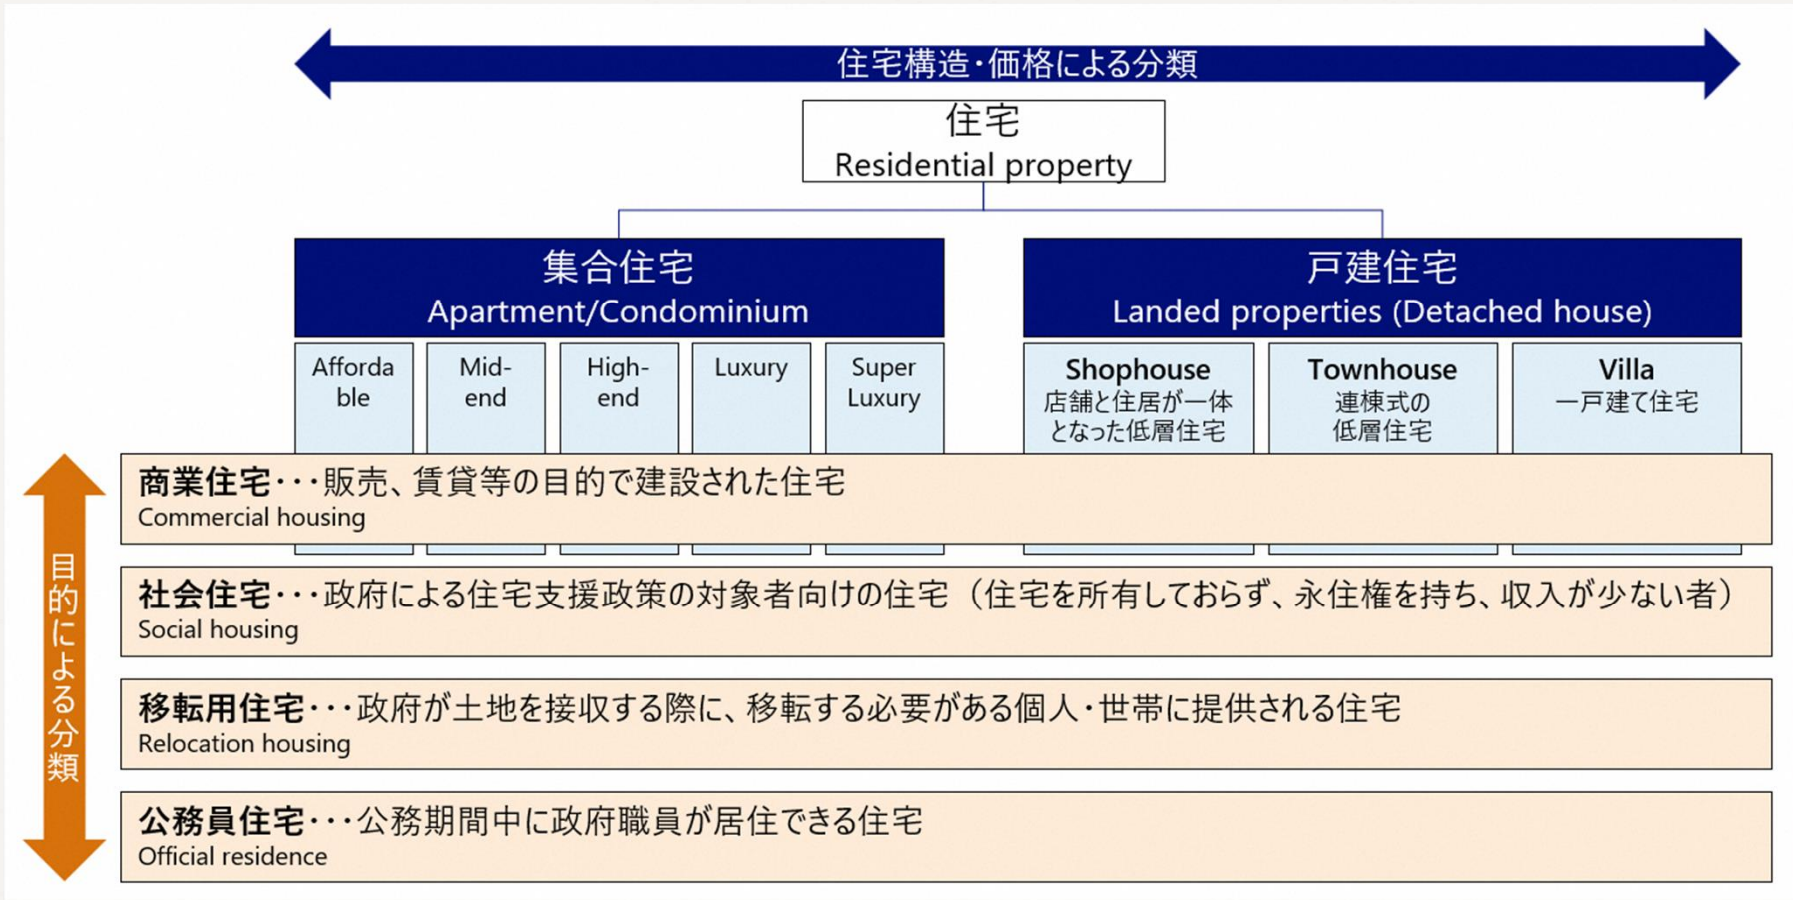 住宅構造・価格による分類
住宅
Residential property
集合住宅
Apartment/Condominium
戸建住宅
Landed properties (Detached house)
Afforda
ble
Mid-
end
High-
end
Luxury
Super
Luxury
Shophouse
店舗と住居が一体
となった低層住宅
Townhouse
連棟式の
低層住宅
Villa
一戸建て住宅
目的による分類
商業住宅･･･販売、賃貸等の目的で建設された住宅
Commercial housing
社会住宅･･･政府による住宅支援政策の対象者向けの住宅（住宅を所有しておらず、永住権を持ち、収入が少ない者）
Social housing
移転用住宅･･･政府が土地を接収する際に、移転する必要がある個人・世帯に提供される住宅
Relocation housing
公務員住宅･･･公務期間中に政府職員が居住できる住宅
Official residence